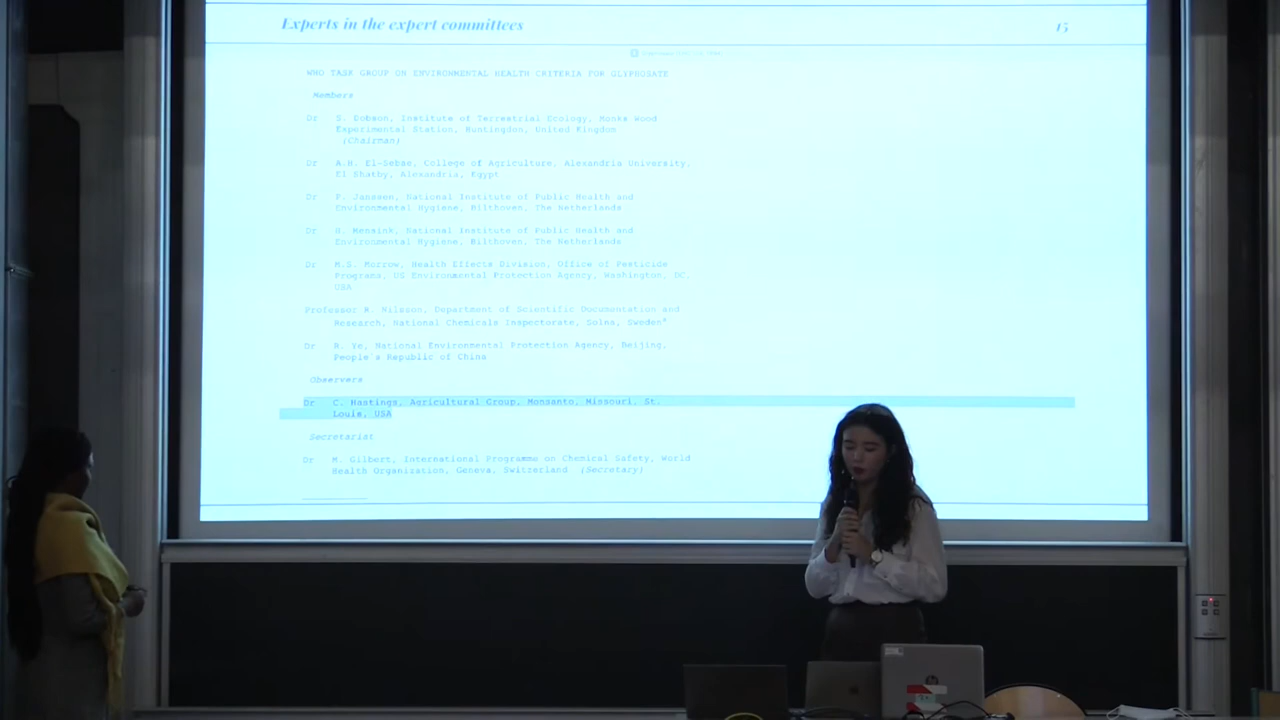 Experts in the expert committees
15
WHO TASK GROUP ON ENVIRONMENTAL HEALTH CRITERIA FOR GLYPHOSATE
Members
Dr S. Dobson, Institute of Terrestrial Ecology, Monks Wood
Experimental Station, Huntingdon, United Kingdom
(Chairman)
Dr A.H. El-Sebae, College of Agriculture, Alexandria University,
El Shatby, Alexandria, Egypt
Dr P. Janssen, National Institute of Public Health and
Environmental Hygiene, Bilthoven, The Netherlands
Dr H. Mensink, National Institute of Public Health and
Environmental Hygiene, Bilthoven, The Netherlands
Dr M.S. Morrow, Health Effects Division, Office of Pesticide
Programs, US Environmental Protection Agency, Washington, DC,
USA
Professor R. Nilsson, Department of Scientific Documentation and
Research, National Chemicals Inspectorate, Solna, Sweden
Dr R. Ye, National Environmental Protection Agency, Beijing,
People's Republic of China
Observers
Dr C. Hastings, Agricultural Group, Monsanto, Missouri, St.
Louis, USA
Secretariat
Dr M. Gilbert, International Programme on Chemical Safety, World
Health Organization, Geneva, Switzerland (Secretary)
hp